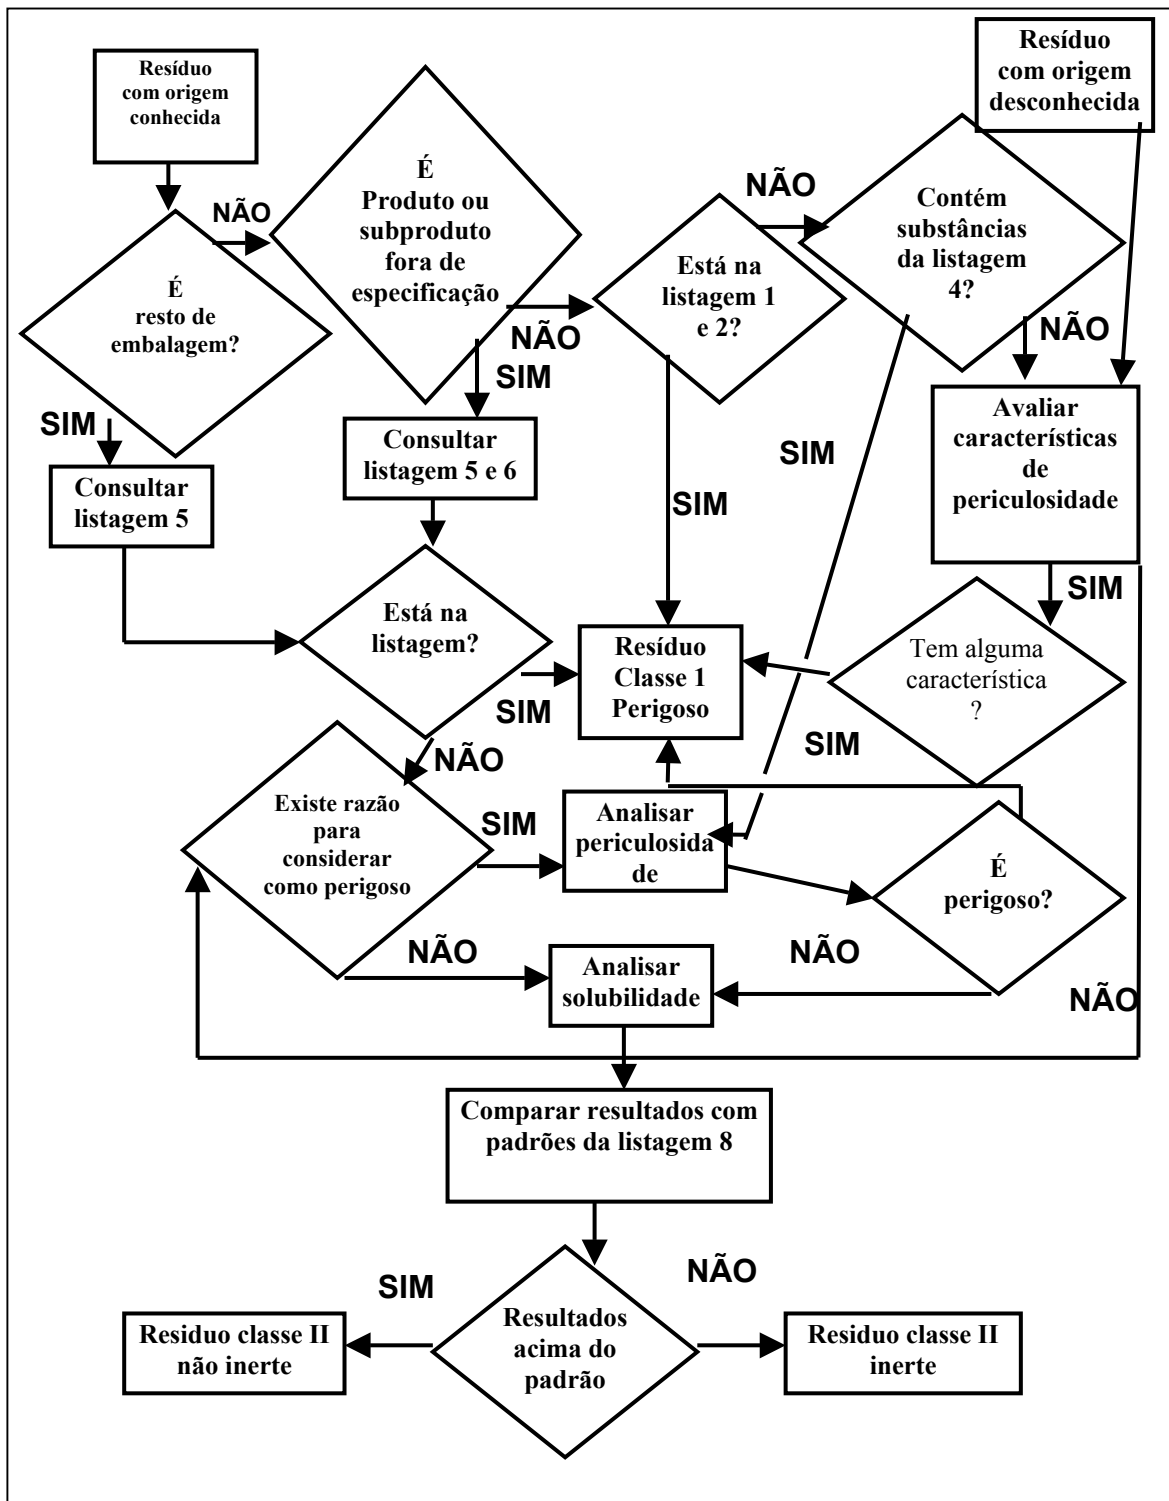 Resíduo
com origem
conhecida
Resíduo
com origem
desconhecida
É
Produto ou
subproduto
fora de
especificação
NÃO
NÃO
Contém
substâncias
da listagem
4?
Está na
listagem 1
e 2?
É
resto de
embalagem?
NÃO
NÃO
SIM
SIM
Consultar
listagem 5 e 6
Avaliar
características
de
periculosidade
SIM
Consultar
listagem 5
SIM
SIM
Está na
listagem?
Resíduo
Classe 1
Perigoso
Tem alguma
característica
?
SIM
SIM
NÃO
SIM
Existe razão
para
considerar
como perigoso
SIM
Analisar
periculosida
de
É
perigoso?
NÃO
NÃO
NÃO
Analisar
solubilidade
Comparar resultados com
padrões da listagem 8
SIM
NÃO
Resultados
acima do
padrão
Residuo classe II
não inerte
Residuo classe II
inerte